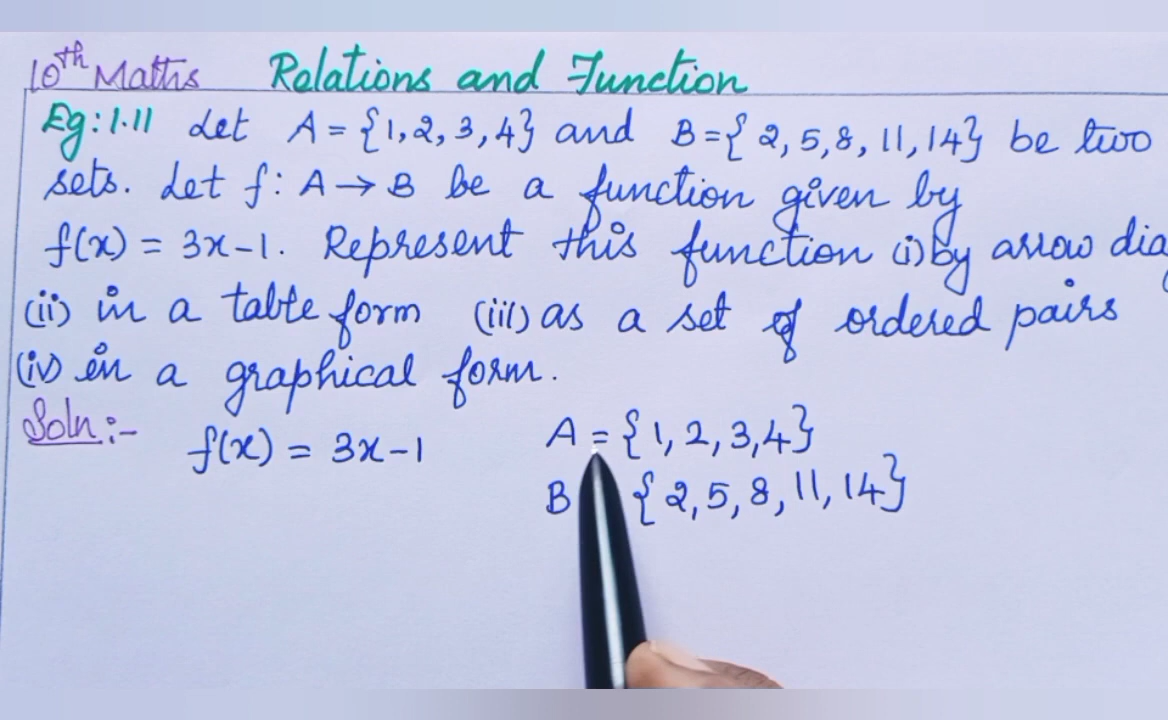 10th Maths Relations and Function
Eg:1.11 Let A = {1,2,3,4} and B={ 2,5,8,11,14} be two
sets. Let f: A → B be a function given by
f(x) = 3x-1. Represent this function (i) by arrow dia
(ii) in a table form (iii) as a set of ordered pairs
(iv) in a graphical form.
Soln:-
f(x) = 3x-1 A = {1,2,3,4}
B { 2,5,8,11,14}